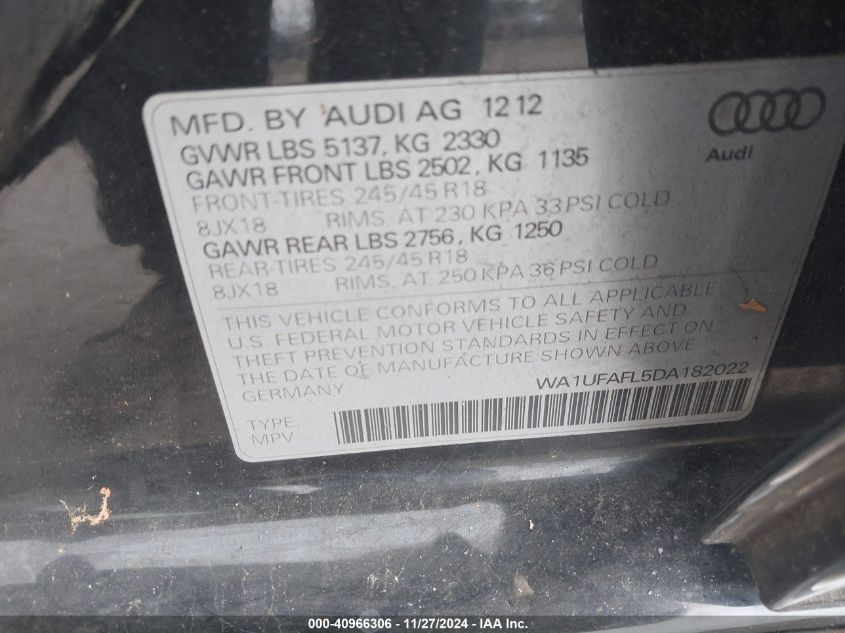 MFD. BY AUDI AG 12 12
GVWR LBS 5137, KG 2330
GAWR FRONT LBS 2502, KG 1135
FRONT-TIRES 245/45 R18
8JX18 RIMS, AT 230 KPA 33 PSI COLD
GAWR REAR LBS 2756, KG 1250
REAR-TIRES 245/45 R18
8JX18 RIMS, AT 250 KPA 36 PSI COLD
Audi
THIS VEHICLE CONFORMS TO ALL APPLICABLE
U.S. FEDERAL MOTOR VEHICLE SAFETY AND
THEFT PREVENTION STANDARDS IN EFFECT ON
THE DATE OF MANUFACTURE SHOWN ABOVE
GERMANY WA1UFAFL5DA182022
TYPE:
MPV
000-40966306 - 11/27/2024 - IAA Inc.